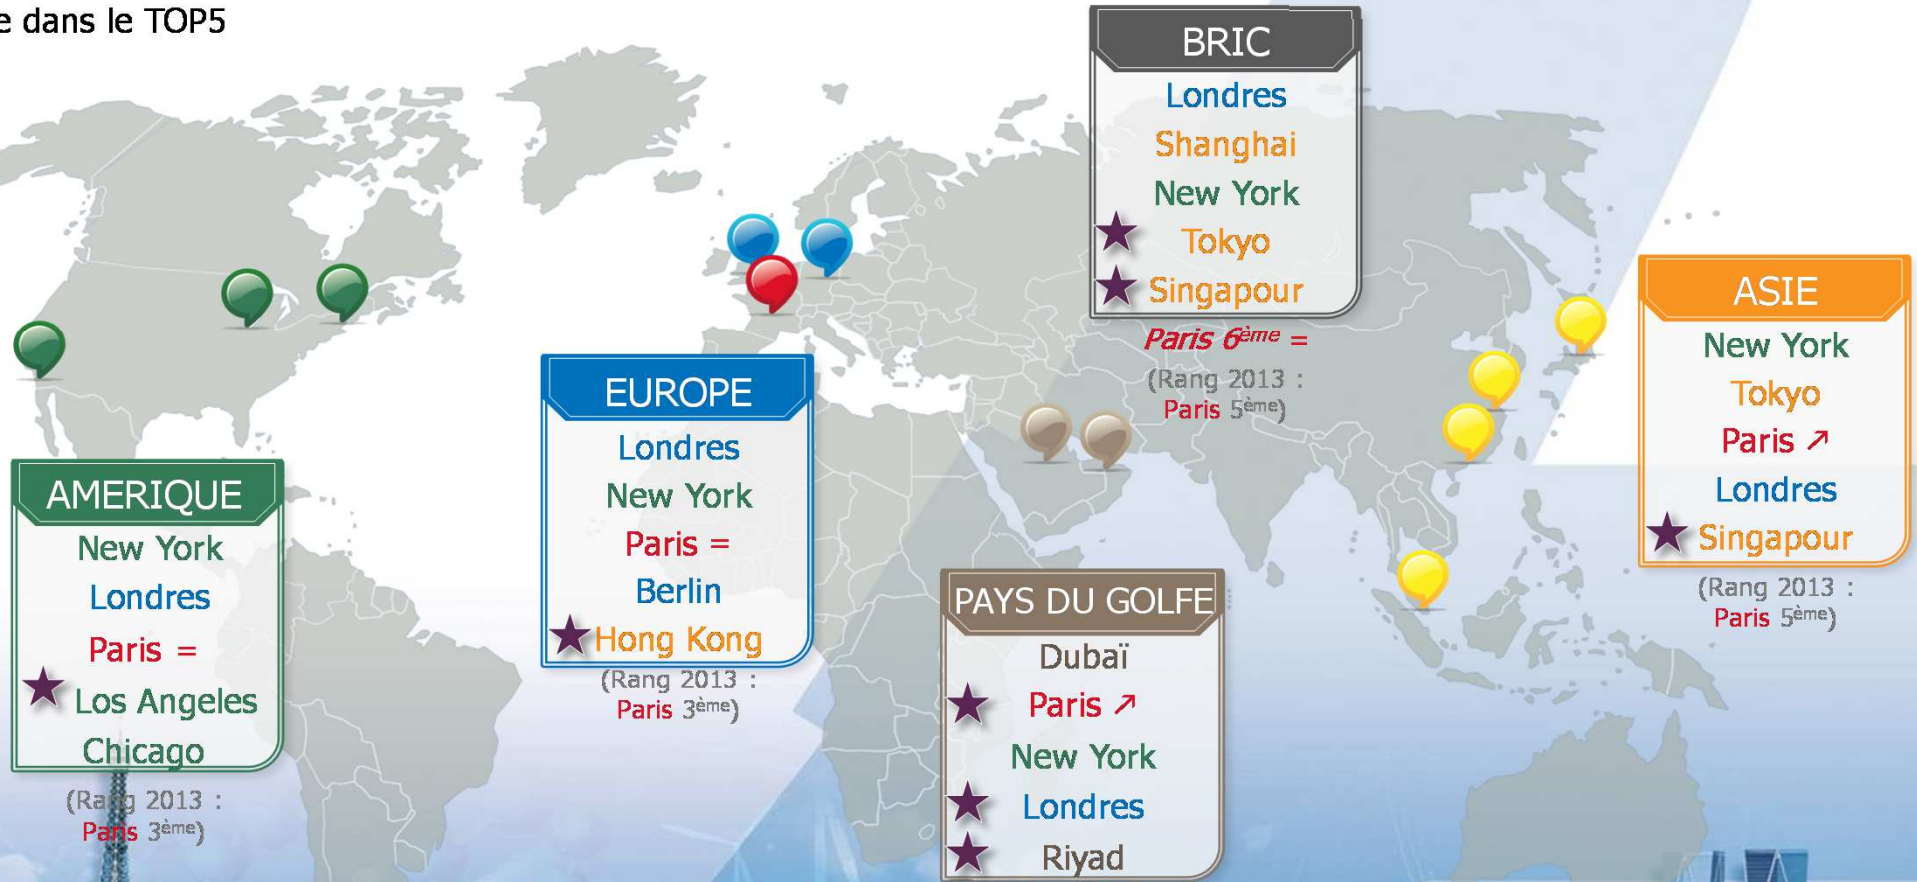 e dans le TOP5
BRIC
Londres
Shanghai
New York
Tokyo
Singapour
Paris 6ème =
(Rang 2013 :
Paris 5ème)
ASIE
New York
Tokyo
Paris ↗
Londres
Singapour
(Rang 2013 :
Paris 5ème)
EUROPE
Londres
New York
Paris =
Berlin
Hong Kong
(Rang 2013 :
Paris 3ème)
AMERIQUE
New York
Londres
Paris =
Los Angeles
Chicago
(Rang 2013 :
Paris 3ème)
PAYS DU GOLFE
Dubaï
Paris ↗
New York
Londres
Riyad